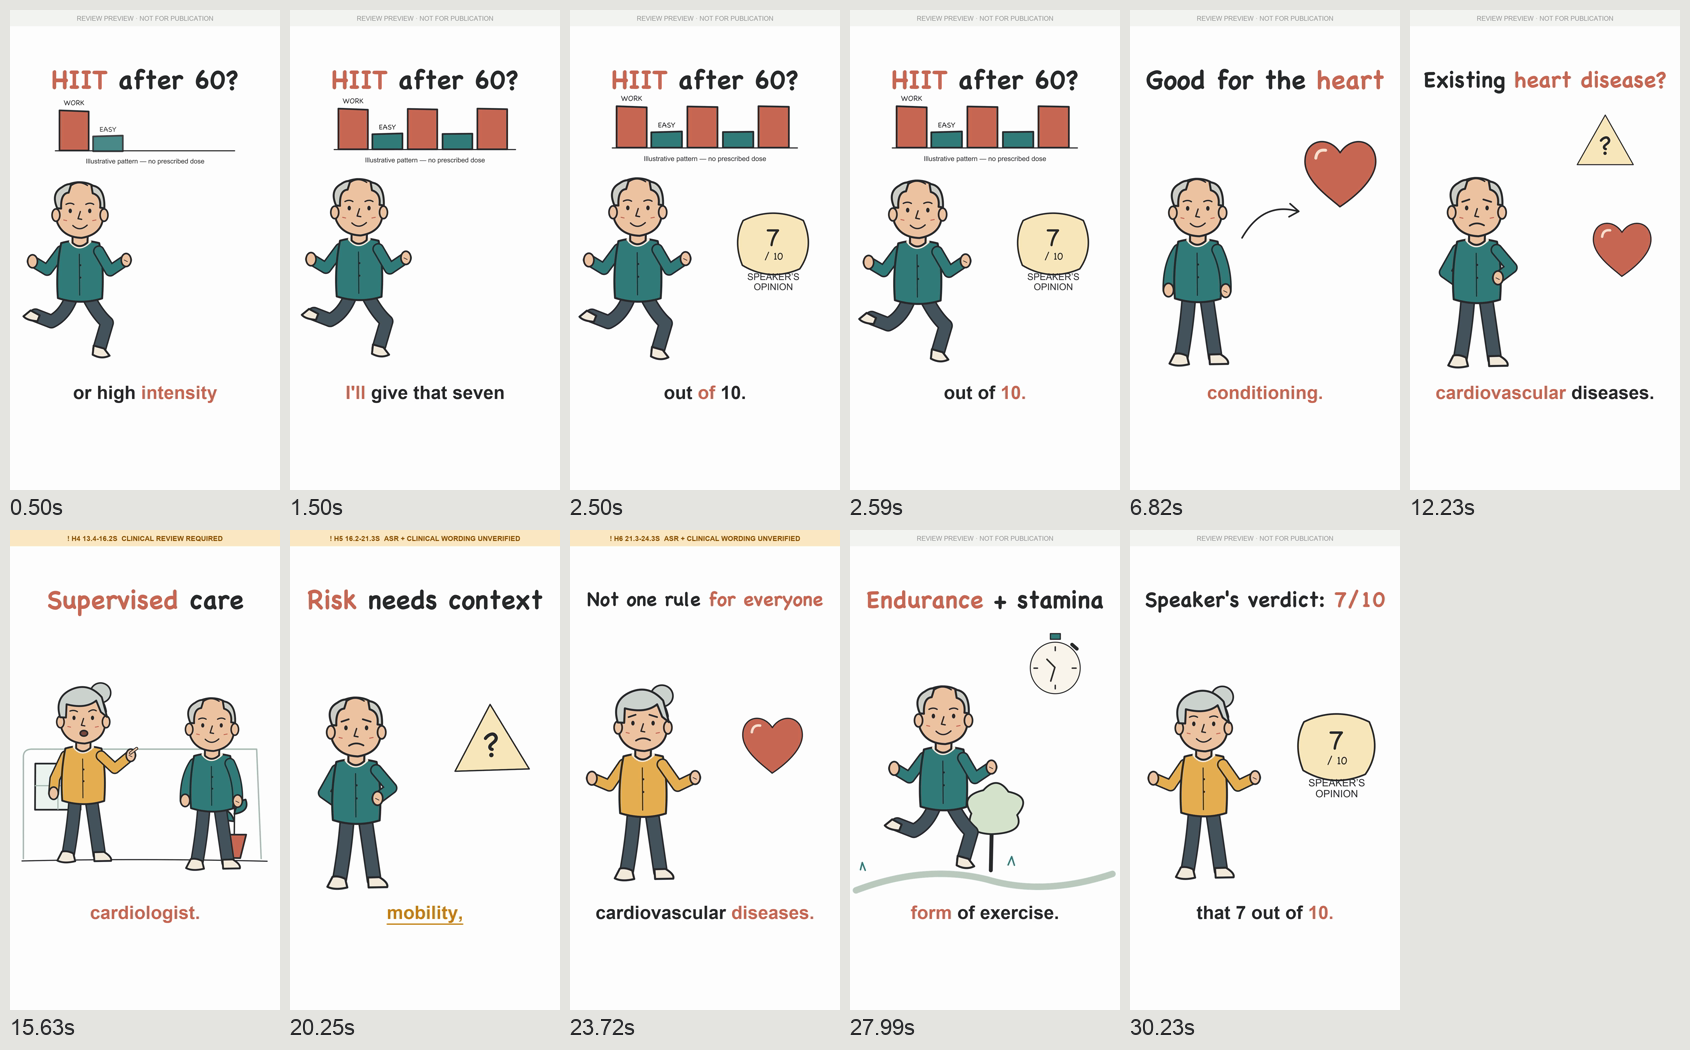 REVIEW PREVIEW · NOT FOR PUBLICATION
HIIT after 60?
WORK
EASY
Illustrative pattern — no prescribed dose
or high intensity
0.50s
REVIEW PREVIEW · NOT FOR PUBLICATION
HIIT after 60?
WORK
EASY
Illustrative pattern — no prescribed dose
I'll give that seven
1.50s
REVIEW PREVIEW · NOT FOR PUBLICATION
HIIT after 60?
WORK
EASY
Illustrative pattern — no prescribed dose
7
/ 10
SPEAKER'S
OPINION
out of 10.
2.50s
REVIEW PREVIEW · NOT FOR PUBLICATION
HIIT after 60?
WORK
EASY
Illustrative pattern — no prescribed dose
7
/ 10
SPEAKER'S
OPINION
out of 10.
2.59s
REVIEW PREVIEW · NOT FOR PUBLICATION
Good for the heart
conditioning.
6.82s
REVIEW PREVIEW · NOT FOR PUBLICATION
Existing heart disease?
?
cardiovascular diseases.
12.23s
! H4 13.4-16.2S CLINICAL REVIEW REQUIRED
Supervised care
cardiologist.
15.63s
! H5 16.2-21.3S ASR + CLINICAL WORDING UNVERIFIED
Risk needs context
?
mobility,
20.25s
! H6 21.3-24.3S ASR + CLINICAL WORDING UNVERIFIED
Not one rule for everyone
cardiovascular diseases.
23.72s
REVIEW PREVIEW · NOT FOR PUBLICATION
Endurance + stamina
form of exercise.
27.99s
REVIEW PREVIEW · NOT FOR PUBLICATION
Speaker's verdict: 7/10
7
/ 10
SPEAKER'S
OPINION
that 7 out of 10.
30.23s